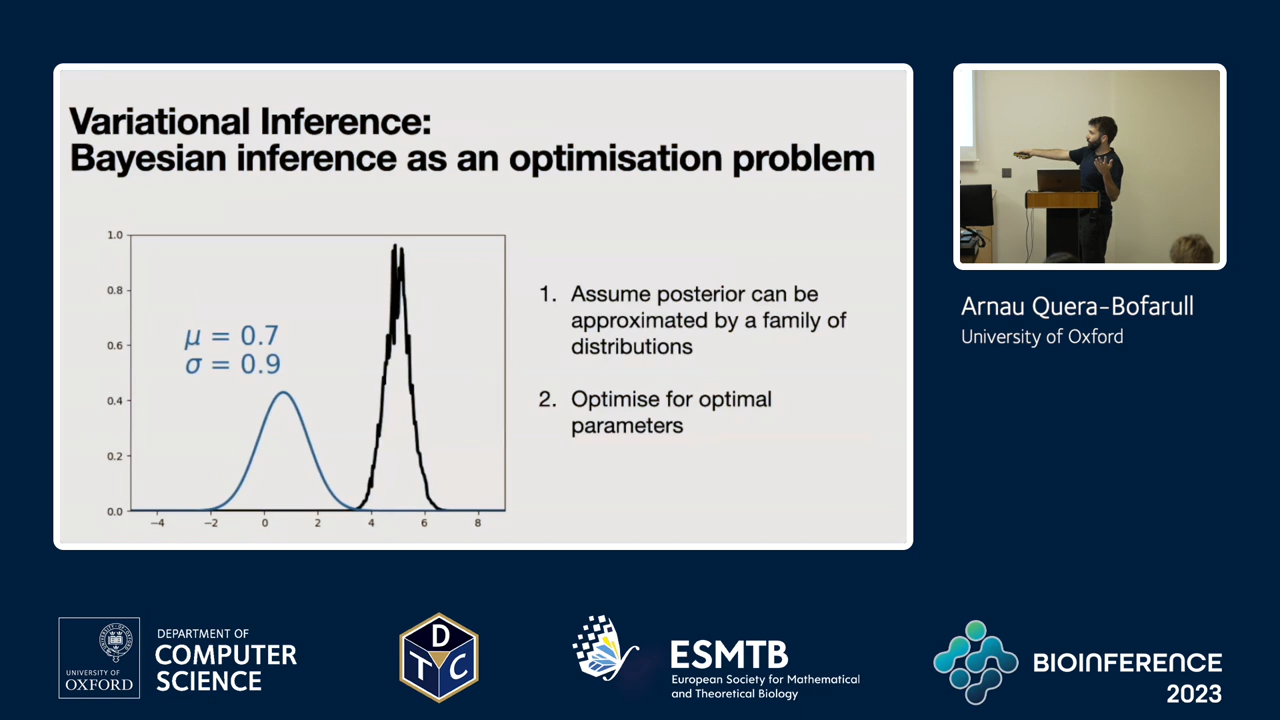 Variational Inference:
Bayesian inference as an optimisation problem
1.0
0.8
0.6
0.4
0.2
0.0
−4
−2
0
2
4
6
8
μ = 0.7
σ = 0.9
1. Assume posterior can be
approximated by a family of
distributions
2. Optimise for optimal
parameters
Arnau Quera-Bofarull
University of Oxford
UNIVERSITY OF
OXFORD
DEPARTMENT OF
COMPUTER
SCIENCE
D
T C
ESMTB
European Society for Mathematical
and Theoretical Biology
BIOINFERENCE
2023